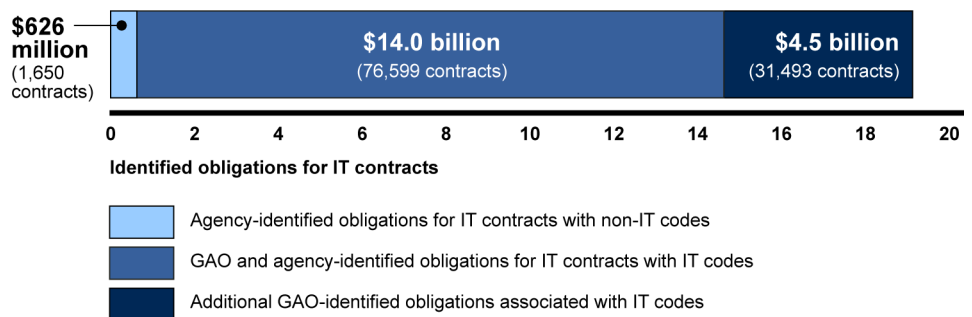 $626
million
(1,650
contracts)
$14.0 billion
(76,599 contracts)
$4.5 billion
(31,493 contracts)
0 2 4 6 8 10 12 14 16 18 20
Identified obligations for IT contracts
Agency-identified obligations for IT contracts with non-IT codes
GAO and agency-identified obligations for IT contracts with IT codes
Additional GAO-identified obligations associated with IT codes